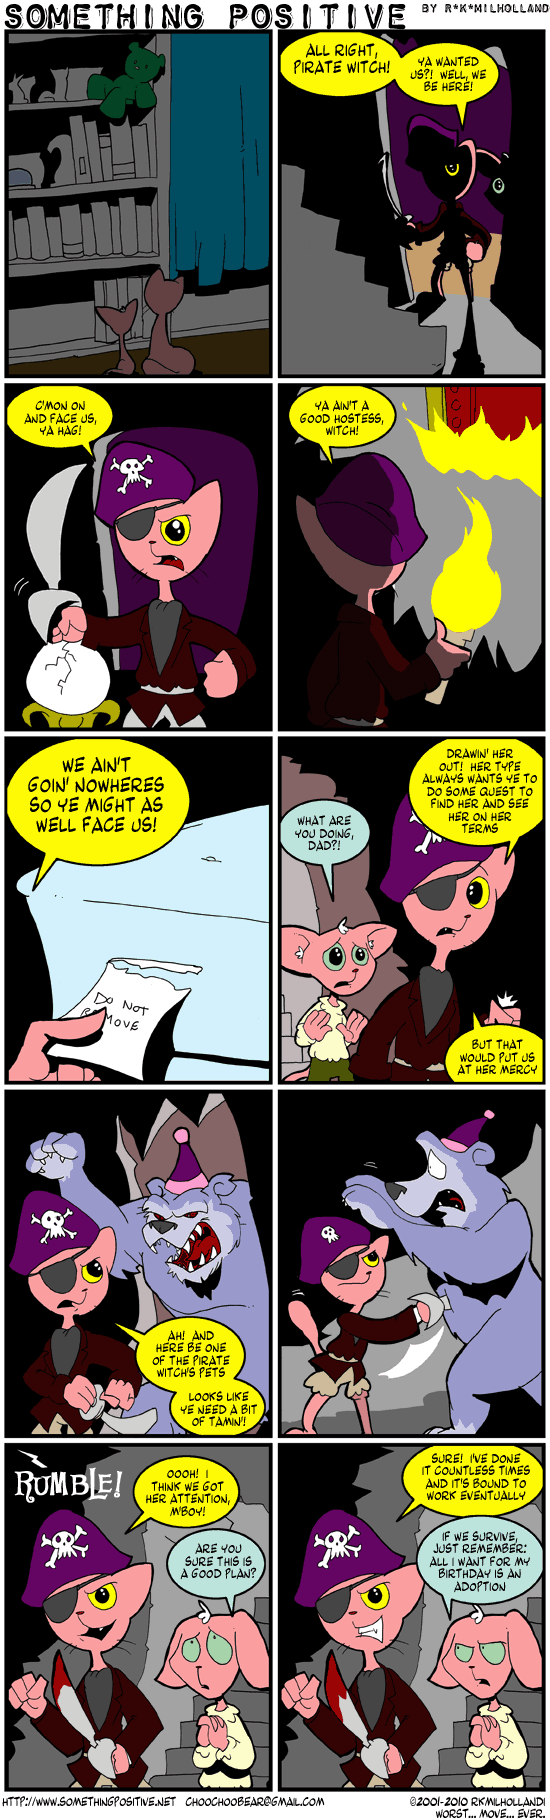 SOMETHING POSITIVE BY R*K*MILHOLLAND
ALL RIGHT,
PIRATE WITCH!
YA WANTED
US?! WELL, WE
BE HERE!
C'MON ON
AND FACE US,
YA HAG!
YA AIN'T A
GOOD HOSTESS,
WITCH!
WE AIN'T
GOIN' NOWHERES
SO YE MIGHT AS
WELL FACE US!
DO NOT
REMOVE
WHAT ARE
YOU DOING,
DAD?!
DRAWIN' HER
OUT! HER TYPE
ALWAYS WANTS YE TO
DO SOME QUEST TO
FIND HER AND SEE
HER ON HER
TERMS
BUT THAT
WOULD PUT US
AT HER MERCY
AH! AND
HERE BE ONE
OF THE PIRATE
WITCH'S PETS
LOOKS LIKE
YE NEED A BIT
OF TAMIN'!
RUMBLE!
OOOH! I
THINK WE GOT
HER ATTENTION,
M'BOY!
ARE YOU
SURE THIS IS
A GOOD PLAN?
SURE! I'VE DONE
IT COUNTLESS TIMES
AND IT'S BOUND TO
WORK EVENTUALLY
IF WE SURVIVE,
JUST REMEMBER:
ALL I WANT FOR MY
BIRTHDAY IS AN
ADOPTION
HTTP://WWW.SOMETHINGPOSITIVE.NET CHOOCHOOBEAR@GMAIL.COM ©2001-2010 RKMILHOLLAND!
WORST... MOVE... EVER.